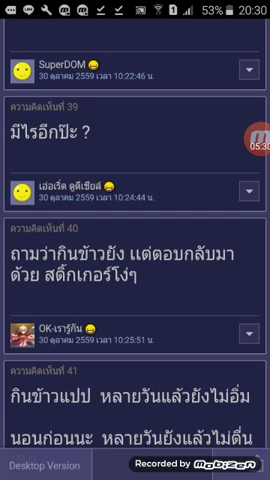 53% 20:30
SuperDOM
30 ตุลาคม 2559 เวลา 10:22:46 น.
ความคิดเห็นที่ 39
มีไรอีกป๊ะ ?
05:30
เฮ่อเร็ด ดูดีเซียส์
30 ตุลาคม 2559 เวลา 10:24:44 น.
ความคิดเห็นที่ 40
ถามว่ากินข้าวยัง แต่ตอบกลับมา
ด้วย สติ้กเกอร์โง่ๆ
OK-เรารู้กัน
30 ตุลาคม 2559 เวลา 10:25:51 น.
ความคิดเห็นที่ 41
กินข้าวแปป หลายวันแล้วยังไม่อิ่ม
นอนก่อนนะ หลายวันยังแล้วไม่ตื่น
Desktop Version
Recorded by mobizen